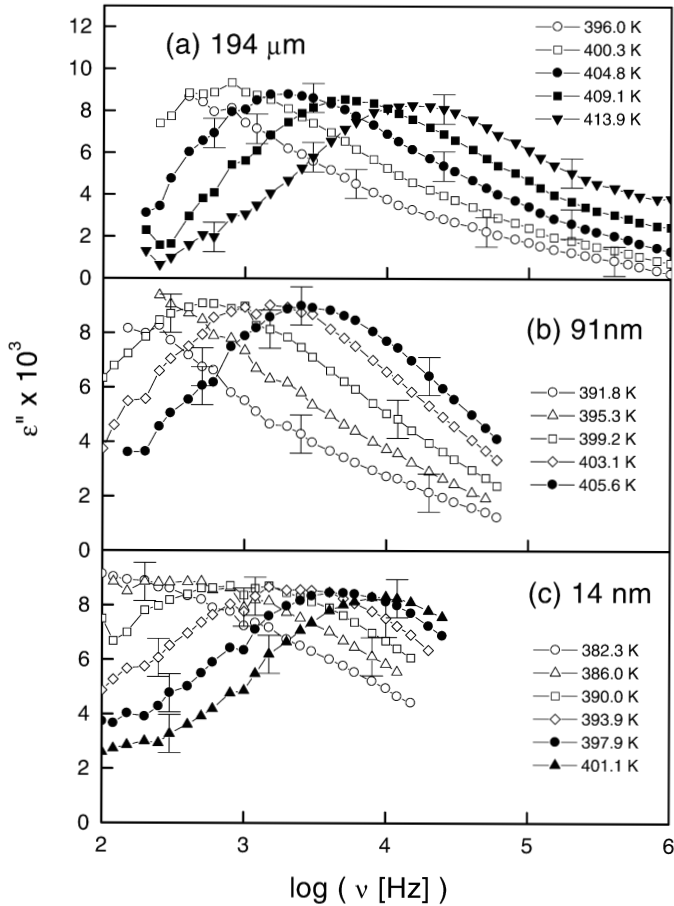 (a) 194 μm
396.0 K
400.3 K
404.8 K
409.1 K
413.9 K
12
10
8
6
4
2
0
(b) 91nm
391.8 K
395.3 K
399.2 K
403.1 K
405.6 K
8
6
4
2
0
(c) 14 nm
382.3 K
386.0 K
390.0 K
393.9 K
397.9 K
401.1 K
8
6
4
2
0
ε" x 10³
2 3 4 5 6
log ( ν [Hz] )